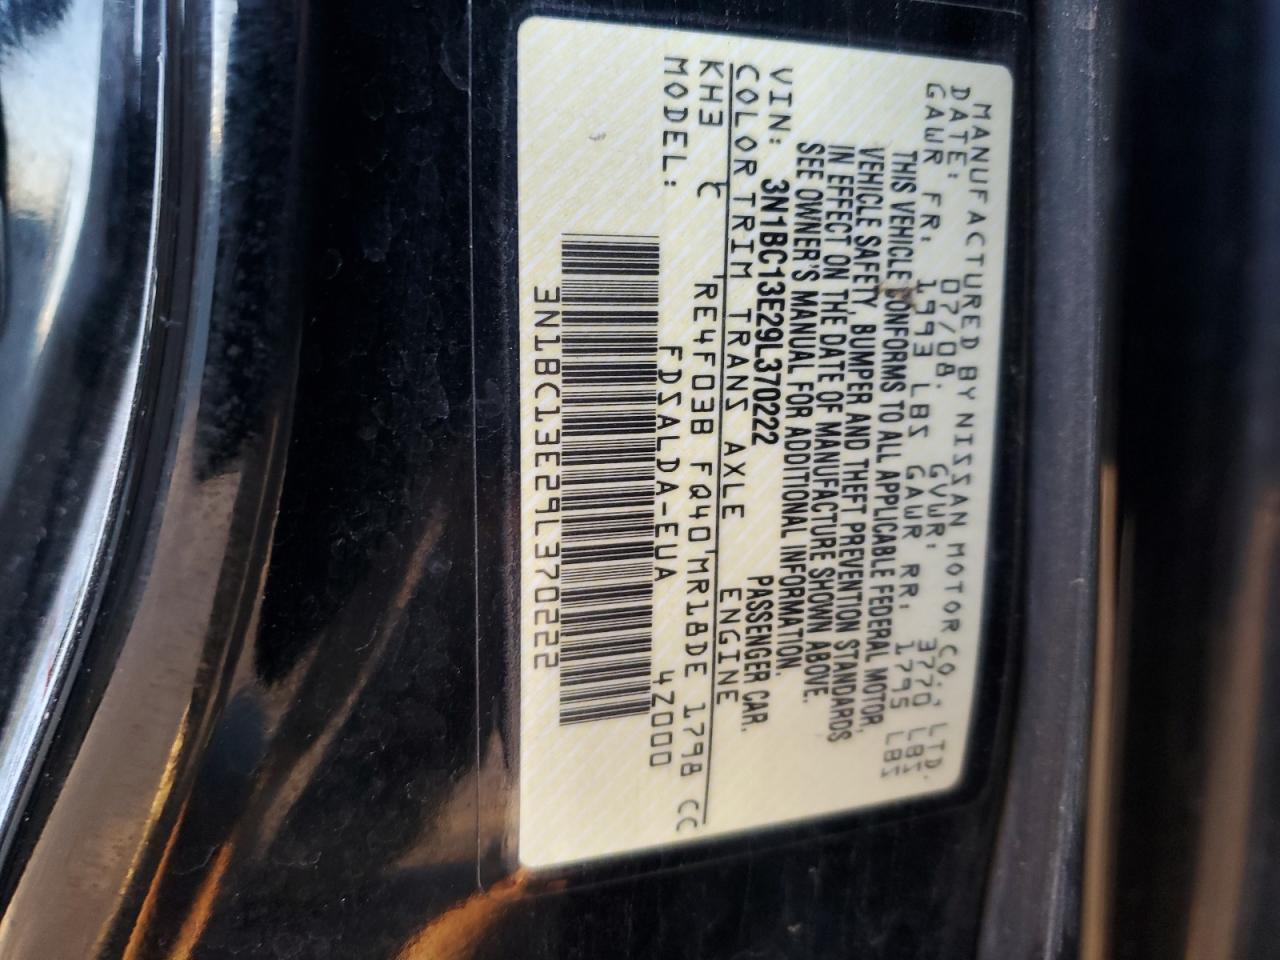 MANUFACTURED BY NISSAN MOTOR CO., LTD.
DATE: 07/08. GVWR: 3770 LBS
GAWR FR: 1993 LBS GAWR RR: 1795 LBS
THIS VEHICLE CONFORMS TO ALL APPLICABLE FEDERAL MOTOR
VEHICLE SAFETY, BUMPER AND THEFT PREVENTION STANDARDS
IN EFFECT ON THE DATE OF MANUFACTURE SHOWN ABOVE.
SEE OWNER'S MANUAL FOR ADDITIONAL INFORMATION.
VIN: 3N1BC13E29L370222 PASSENGER CAR.
COLOR TRIM TRANS AXLE ENGINE
KH3 C RE4F03B FQ40 MR18DE 1798 CC
MODEL: FDSALDA-EUA 4Z000
3N1BC13E29L370222